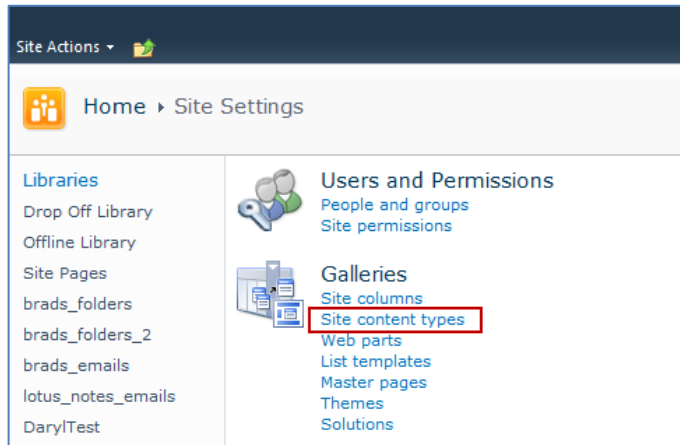 Site Actions
Home ▸ Site Settings
Libraries
Drop Off Library
Offline Library
Site Pages
brads_folders
brads_folders_2
brads_emails
lotus_notes_emails
DarylTest
Users and Permissions
People and groups
Site permissions
Galleries
Site columns
Site content types
Web parts
List templates
Master pages
Themes
Solutions